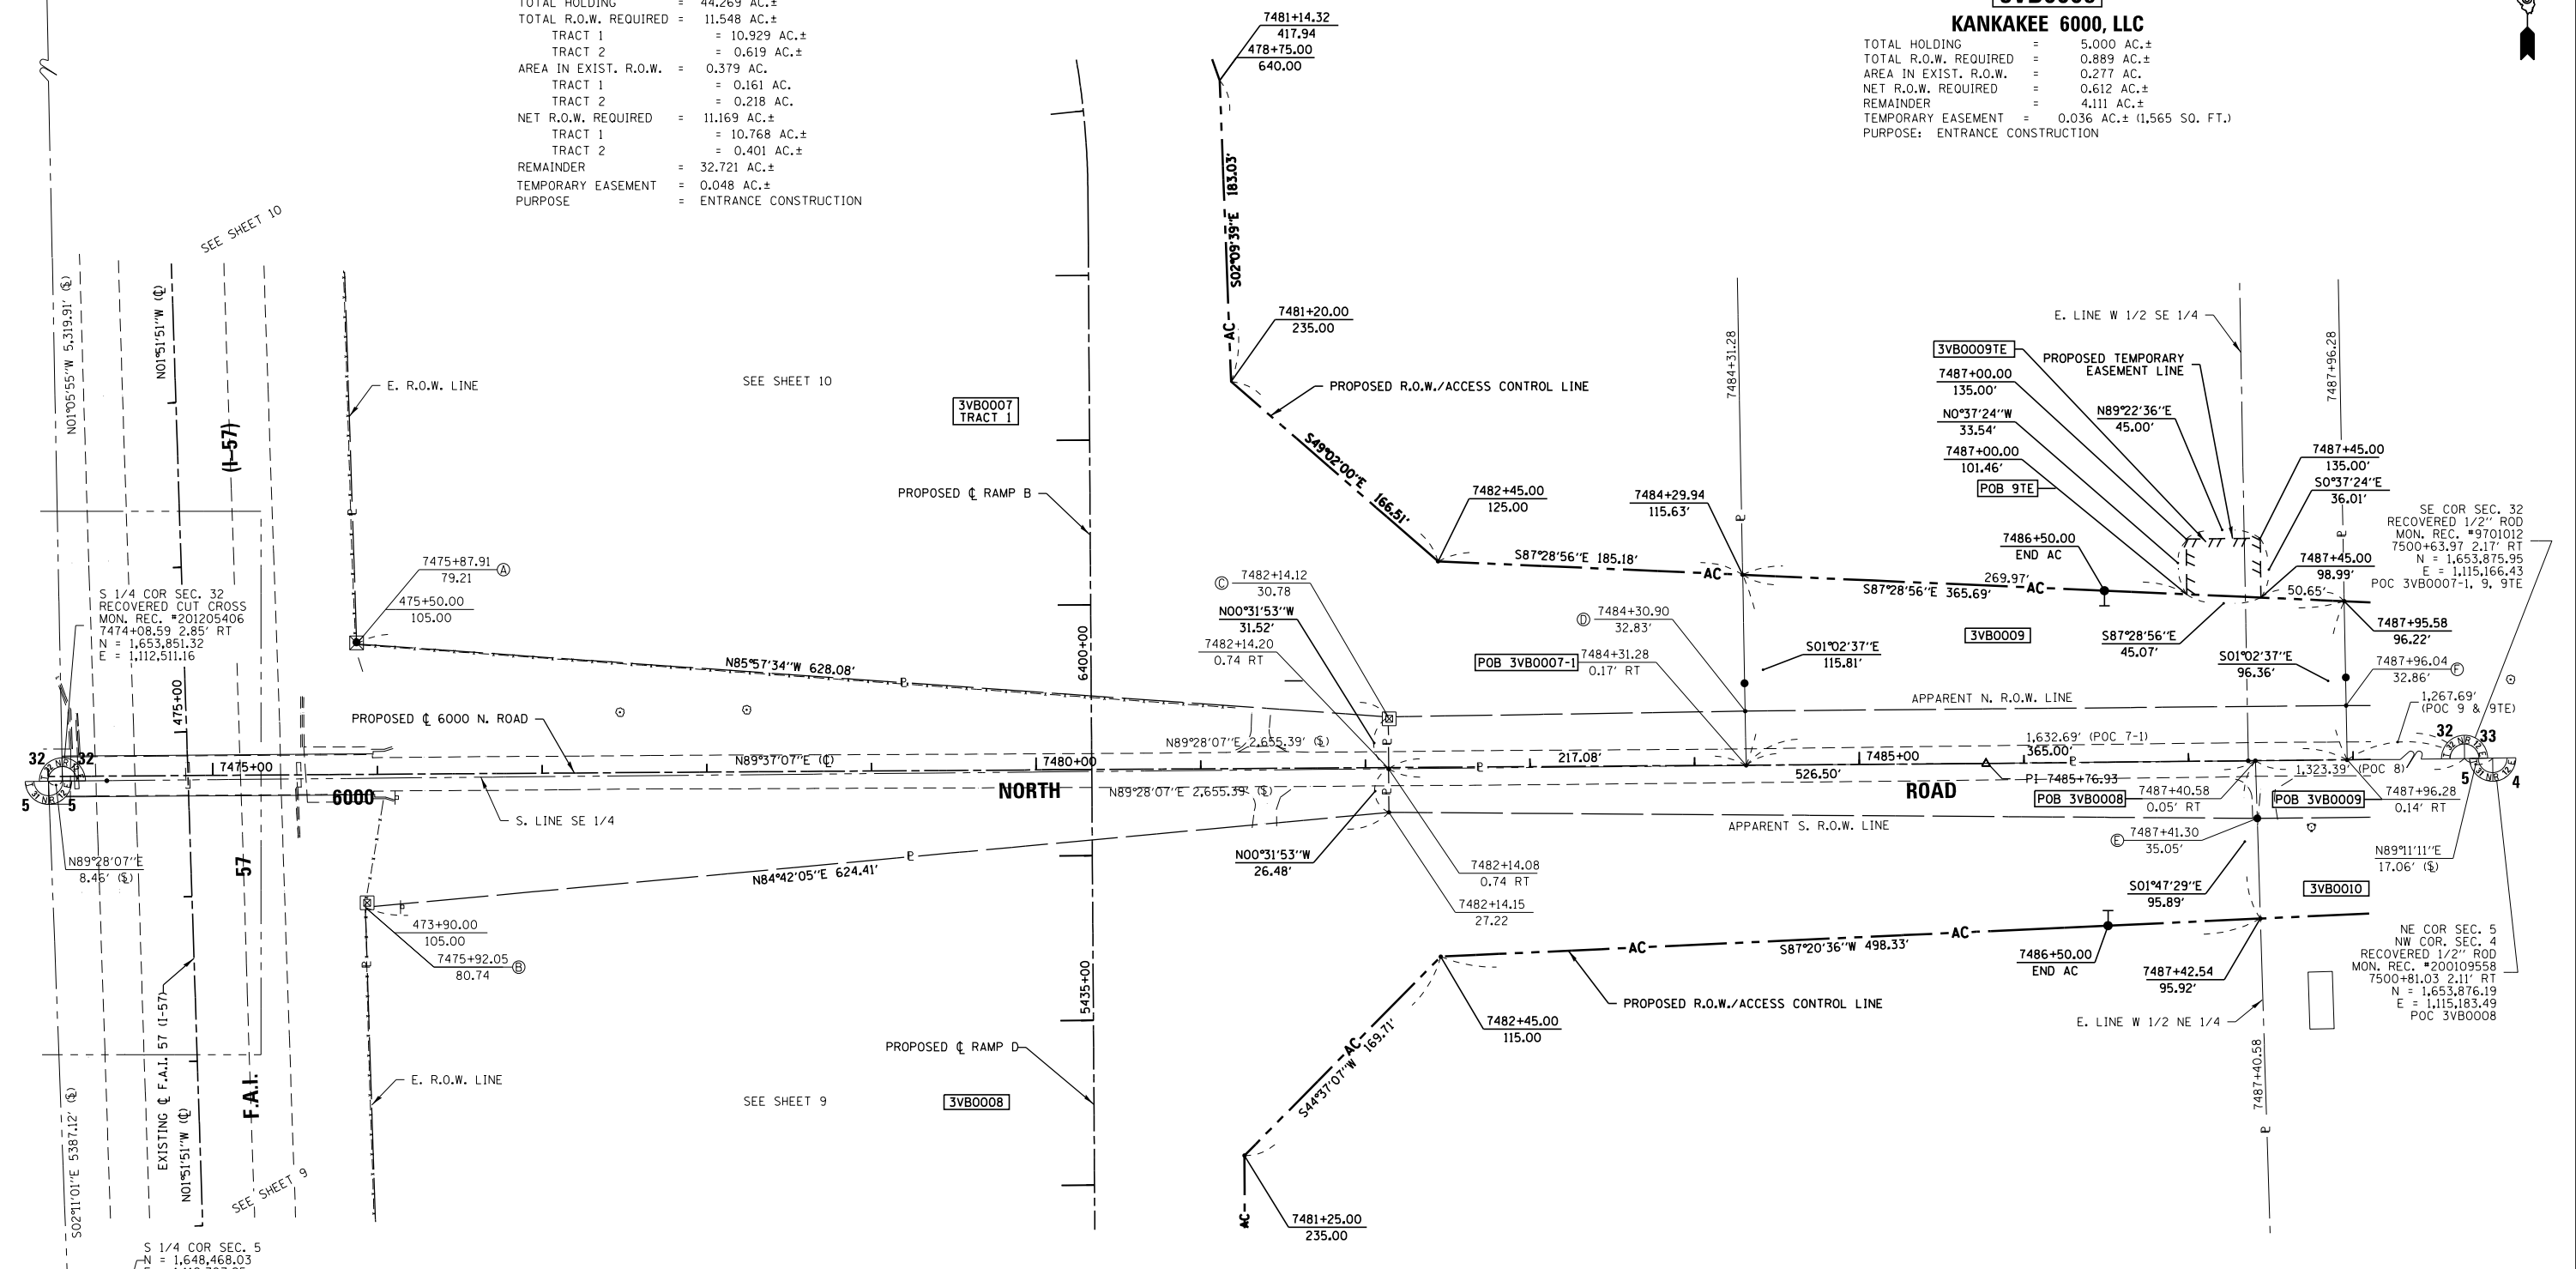 TOTAL HOLDING = 44.269 AC.±
TOTAL R.O.W. REQUIRED = 11.548 AC.±
TRACT 1 = 10.929 AC.±
TRACT 2 = 0.619 AC.±
AREA IN EXIST. R.O.W. = 0.379 AC.
TRACT 1 = 0.161 AC.
TRACT 2 = 0.218 AC.
NET R.O.W. REQUIRED = 11.169 AC.±
TRACT 1 = 10.768 AC.±
TRACT 2 = 0.401 AC.±
REMAINDER = 32.721 AC.±
TEMPORARY EASEMENT = 0.048 AC.±
PURPOSE = ENTRANCE CONSTRUCTION
KANKAKEE 6000, LLC
TOTAL HOLDING = 5.000 AC.±
TOTAL R.O.W. REQUIRED = 0.889 AC.±
AREA IN EXIST. R.O.W. = 0.277 AC.
NET R.O.W. REQUIRED = 0.612 AC.±
REMAINDER = 4.111 AC.±
TEMPORARY EASEMENT = 0.036 AC.± (1,565 SQ. FT.)
PURPOSE: ENTRANCE CONSTRUCTION
7481+14.32
417.94
478+75.00
640.00
S02°09'39"E 183.03'
AC
7481+20.00
235.00
PROPOSED R.O.W./ACCESS CONTROL LINE
S49°02'00"E 166.51'
7482+45.00
125.00
S87°28'56"E 185.18'
AC
7484+29.94
115.63'
7484+31.28
SEE SHEET 10
N01°05'55"W 5,319.91' (S)
N01°51'51"W (C)
(I-57)
E. R.O.W. LINE
SEE SHEET 10
3VB0007
TRACT 1
PROPOSED C RAMP B
6400+00
7475+87.91 A
79.21
475+50.00
105.00
S 1/4 COR SEC. 32
RECOVERED CUT CROSS
MON. REC. #201205406
7474+08.59 2.85' RT
N = 1,653,851.32
E = 1,112,511.16
475+00
N85°57'34"W 628.08'
C 7482+14.12
30.78
N00°31'53"W
31.52'
7482+14.20
0.74 RT
D 7484+30.90
32.83'
POB 3VB0007-1
7484+31.28
0.17' RT
S01°02'37"E
115.81'
3VB0009
269.97'
AC
S87°28'56"E 365.69'
7486+50.00
END AC
E. LINE W 1/2 SE 1/4
3VB0009TE
PROPOSED TEMPORARY
EASEMENT LINE
7487+00.00
135.00'
N0°37'24"W
33.54'
7487+00.00
101.46'
POB 9TE
N89°22'36"E
45.00'
7487+96.28
7487+45.00
135.00'
S0°37'24"E
36.01'
7487+45.00
98.99'
50.65'
S87°28'56"E
45.07'
7487+95.58
96.22'
S01°02'37"E
96.36'
7487+96.04 F
32.86'
SE COR SEC. 32
RECOVERED 1/2" ROD
MON. REC. #9701012
7500+63.97 2.17' RT
N = 1,653,875.95
E = 1,115,166.43
POC 3VB0007-1, 9, 9TE
1,267.69'
(POC 9 & 9TE)
APPARENT N. R.O.W. LINE
PROPOSED C 6000 N. ROAD
N89°28'07"E 2,655.39' (S)
1,632.69' (POC 7-1)
365.00'
32
32
5
5
7475+00
N89°37'07"E (C)
7480+00
217.08'
526.50'
7485+00
PI 7485+76.93
1,323.39' (POC 8)
32
33
5
4
6000
NORTH
ROAD
N89°28'07"E 2,655.39' (S)
S. LINE SE 1/4
POB 3VB0008
7487+40.58
0.05' RT
POB 3VB0009
7487+96.28
0.14' RT
APPARENT S. R.O.W. LINE
E 7487+41.30
35.05'
N89°28'07"E
8.46' (S)
57
F.A.I.
N84°42'05"E 624.41'
N00°31'53"W
26.48'
7482+14.08
0.74 RT
7482+14.15
27.22
473+90.00
105.00
7475+92.05 B
80.74
N89°11'11"E
17.06' (S)
S01°47'29"E
95.89'
3VB0010
AC
S87°20'36"W 498.33'
AC
7486+50.00
END AC
7487+42.54
95.92'
PROPOSED R.O.W./ACCESS CONTROL LINE
7482+45.00
115.00
E. LINE W 1/2 NE 1/4
7487+40.58
NE COR SEC. 5
NW COR. SEC. 4
RECOVERED 1/2" ROD
MON. REC. #200109558
7500+81.03 2.11' RT
N = 1,653,876.19
E = 1,115,183.49
POC 3VB0008
5435+00
PROPOSED C RAMP D
AC
S44°37'07"W 169.71'
AC
7481+25.00
235.00
E. R.O.W. LINE
SEE SHEET 9
3VB0008
EXISTING C F.A.I. 57 (I-57)
N01°51'51"W (C)
S02°11'01"E 5387.12' (S)
SEE SHEET 9
S 1/4 COR SEC. 5
N = 1,648,468.03